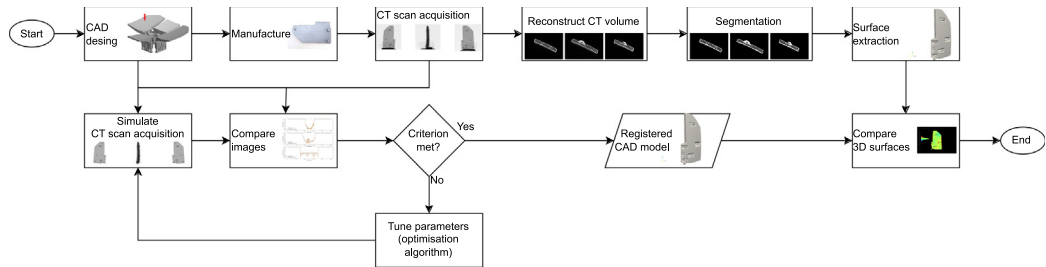 Start
CAD
desing
Manufacture
CT scan acquisition
Reconstruct CT volume
Segmentation
Surface
extraction
Simulate
CT scan acquisition
Compare
images
Criterion
met?
Yes
No
Registered
CAD model
Compare
3D surfaces
End
Tune parameters
(optimisation
algorithm)